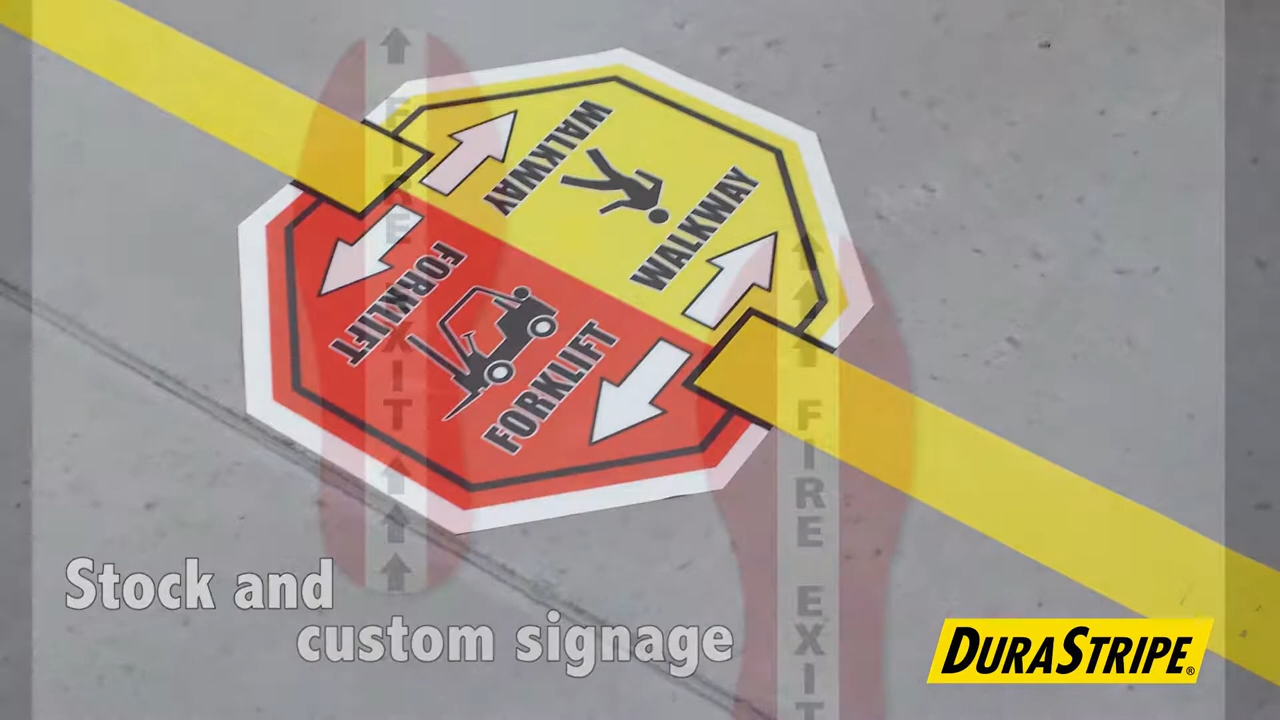 WALKWAY
WALKWAY
FORKLIFT
FORKLIFT
FIRE EXIT
FIRE EXIT
Stock and
custom signage
DURASTRIPE®